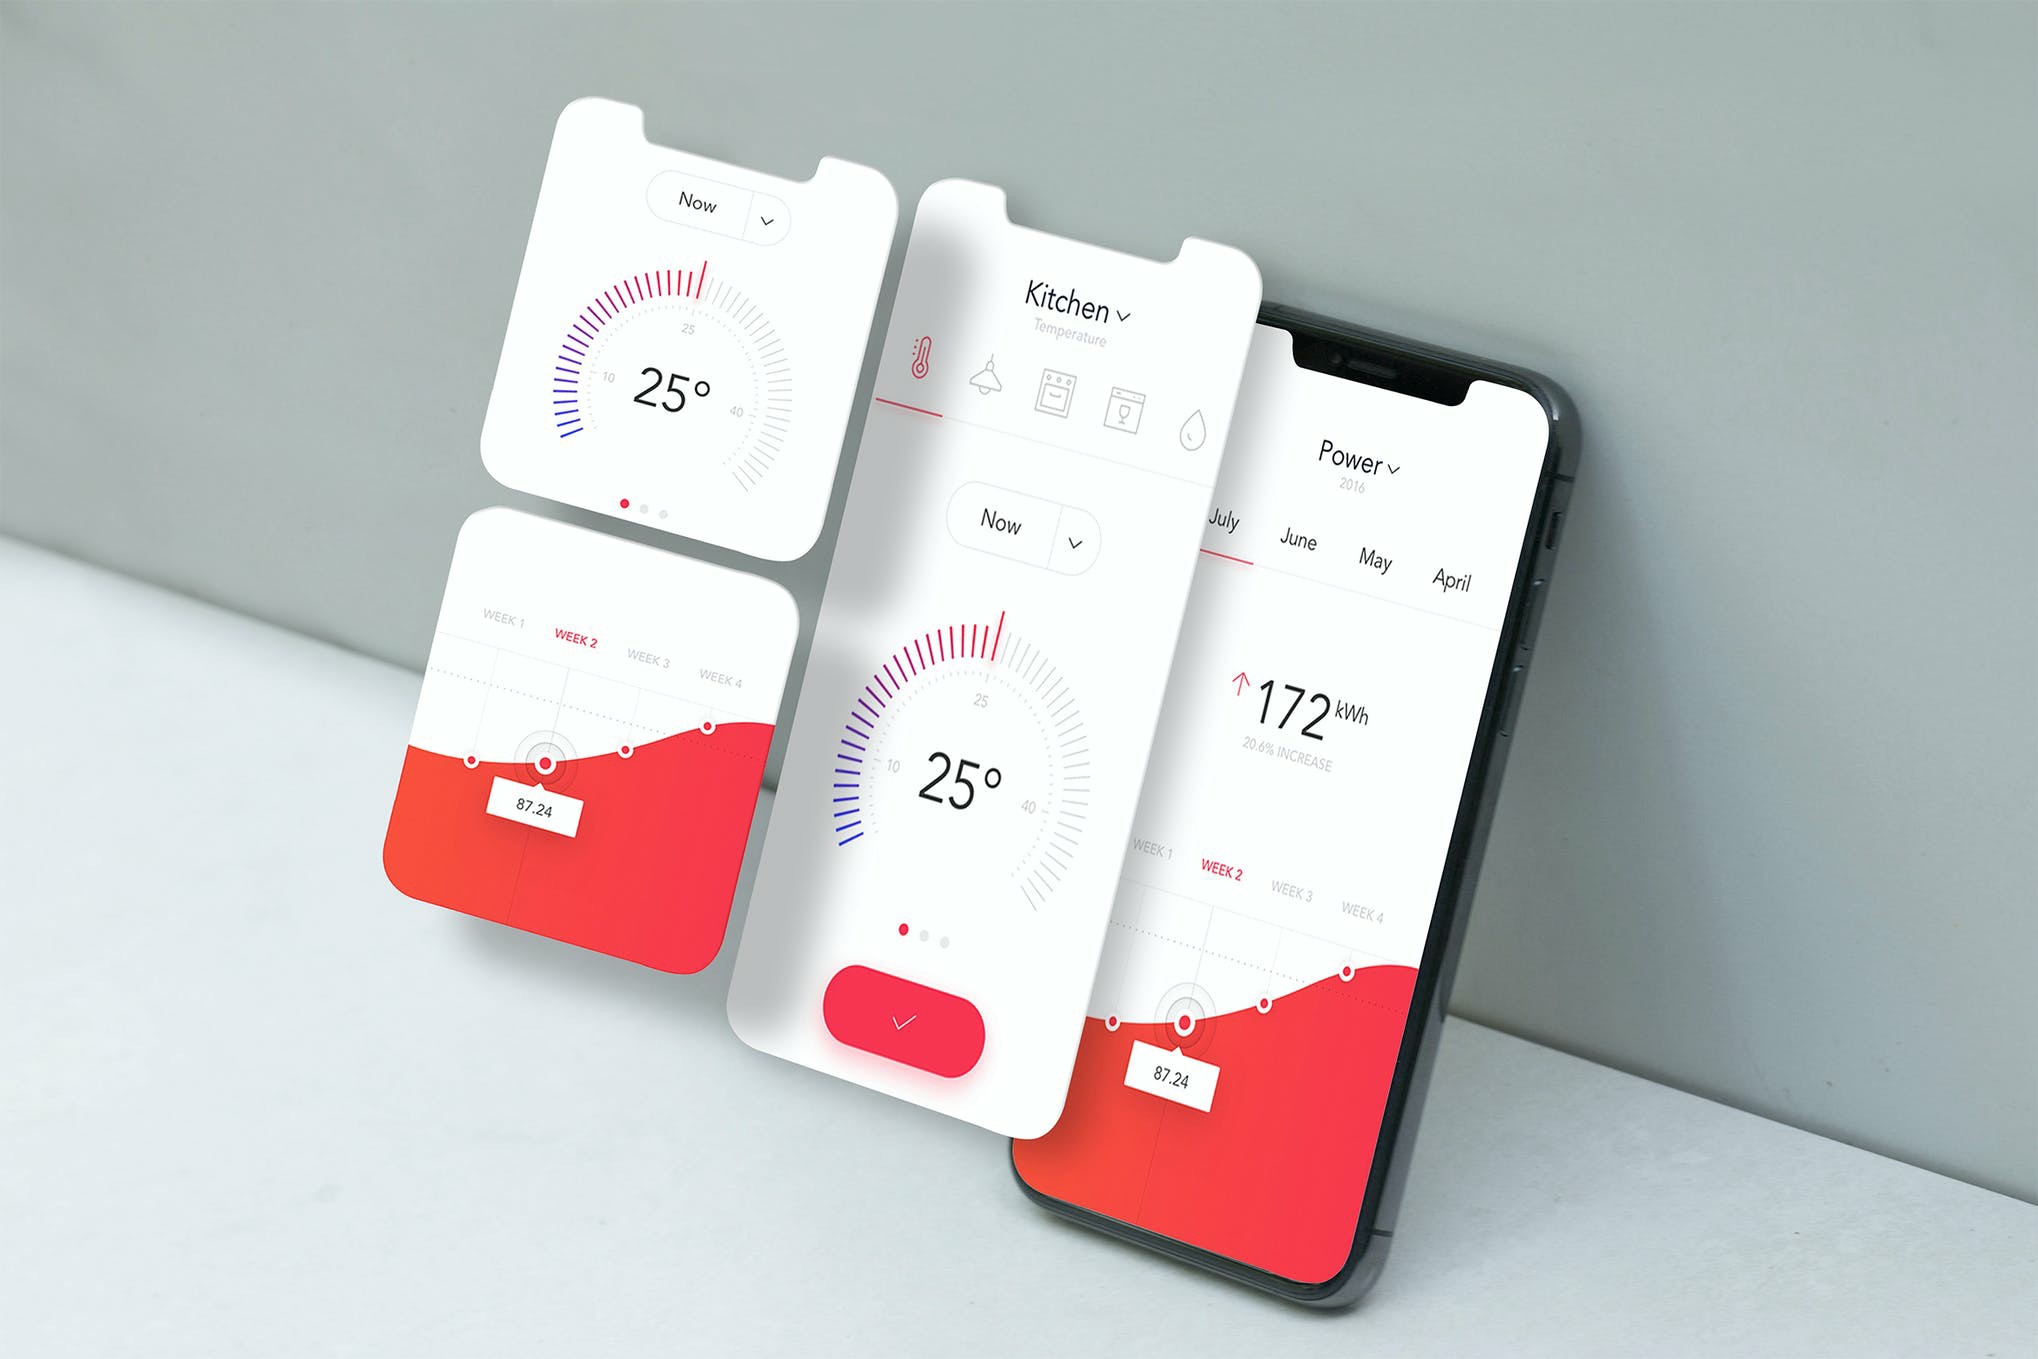 Now
25
10
25°
40
WEEK 1
WEEK 2
WEEK 3
WEEK 4
87.24
Kitchen
Temperature
Now
25
10
25°
40
Power
2016
July
June
May
April
172 kWh
20.6% INCREASE
WEEK 1
WEEK 2
WEEK 3
WEEK 4
87.24